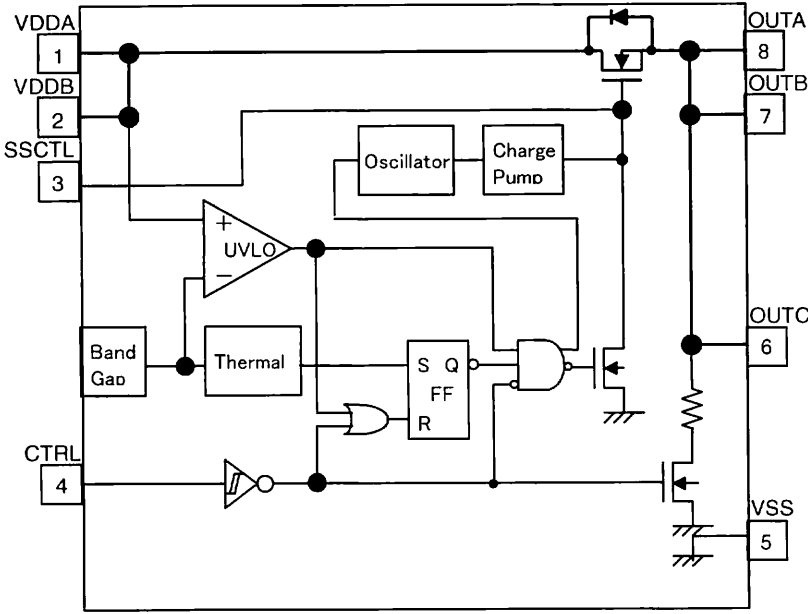 VDDA
1
OUTA
8
VDDB
2
OUTB
7
SSCTL
3
Oscillator
Charge
Pump
+
UVLO
−
Band
Gap
Thermal
S Q
FF
R
OUTC
6
CTRL
4
VSS
5